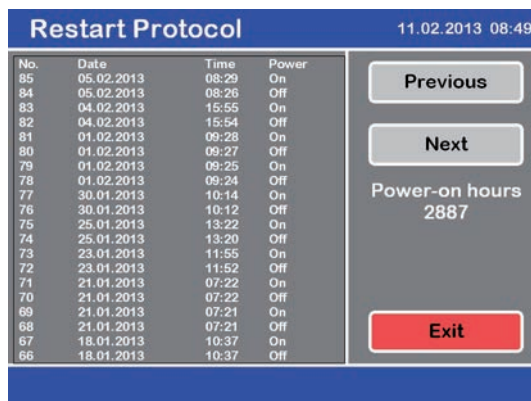 Restart Protocol 11.02.2013 08:49
No. Date Time Power
85 05.02.2013 08:29 On
84 05.02.2013 08:26 Off
83 04.02.2013 15:55 On
82 04.02.2013 15:54 Off
81 01.02.2013 09:28 On
80 01.02.2013 09:27 Off
79 01.02.2013 09:25 On
78 01.02.2013 09:24 Off
77 30.01.2013 10:14 On
76 30.01.2013 10:12 Off
75 25.01.2013 13:22 On
74 25.01.2013 13:20 Off
73 23.01.2013 11:55 On
72 23.01.2013 11:52 Off
71 21.01.2013 07:22 On
70 21.01.2013 07:22 Off
69 21.01.2013 07:21 On
68 21.01.2013 07:21 Off
67 18.01.2013 10:37 On
66 18.01.2013 10:37 Off
Previous
Next
Power-on hours
2887
Exit